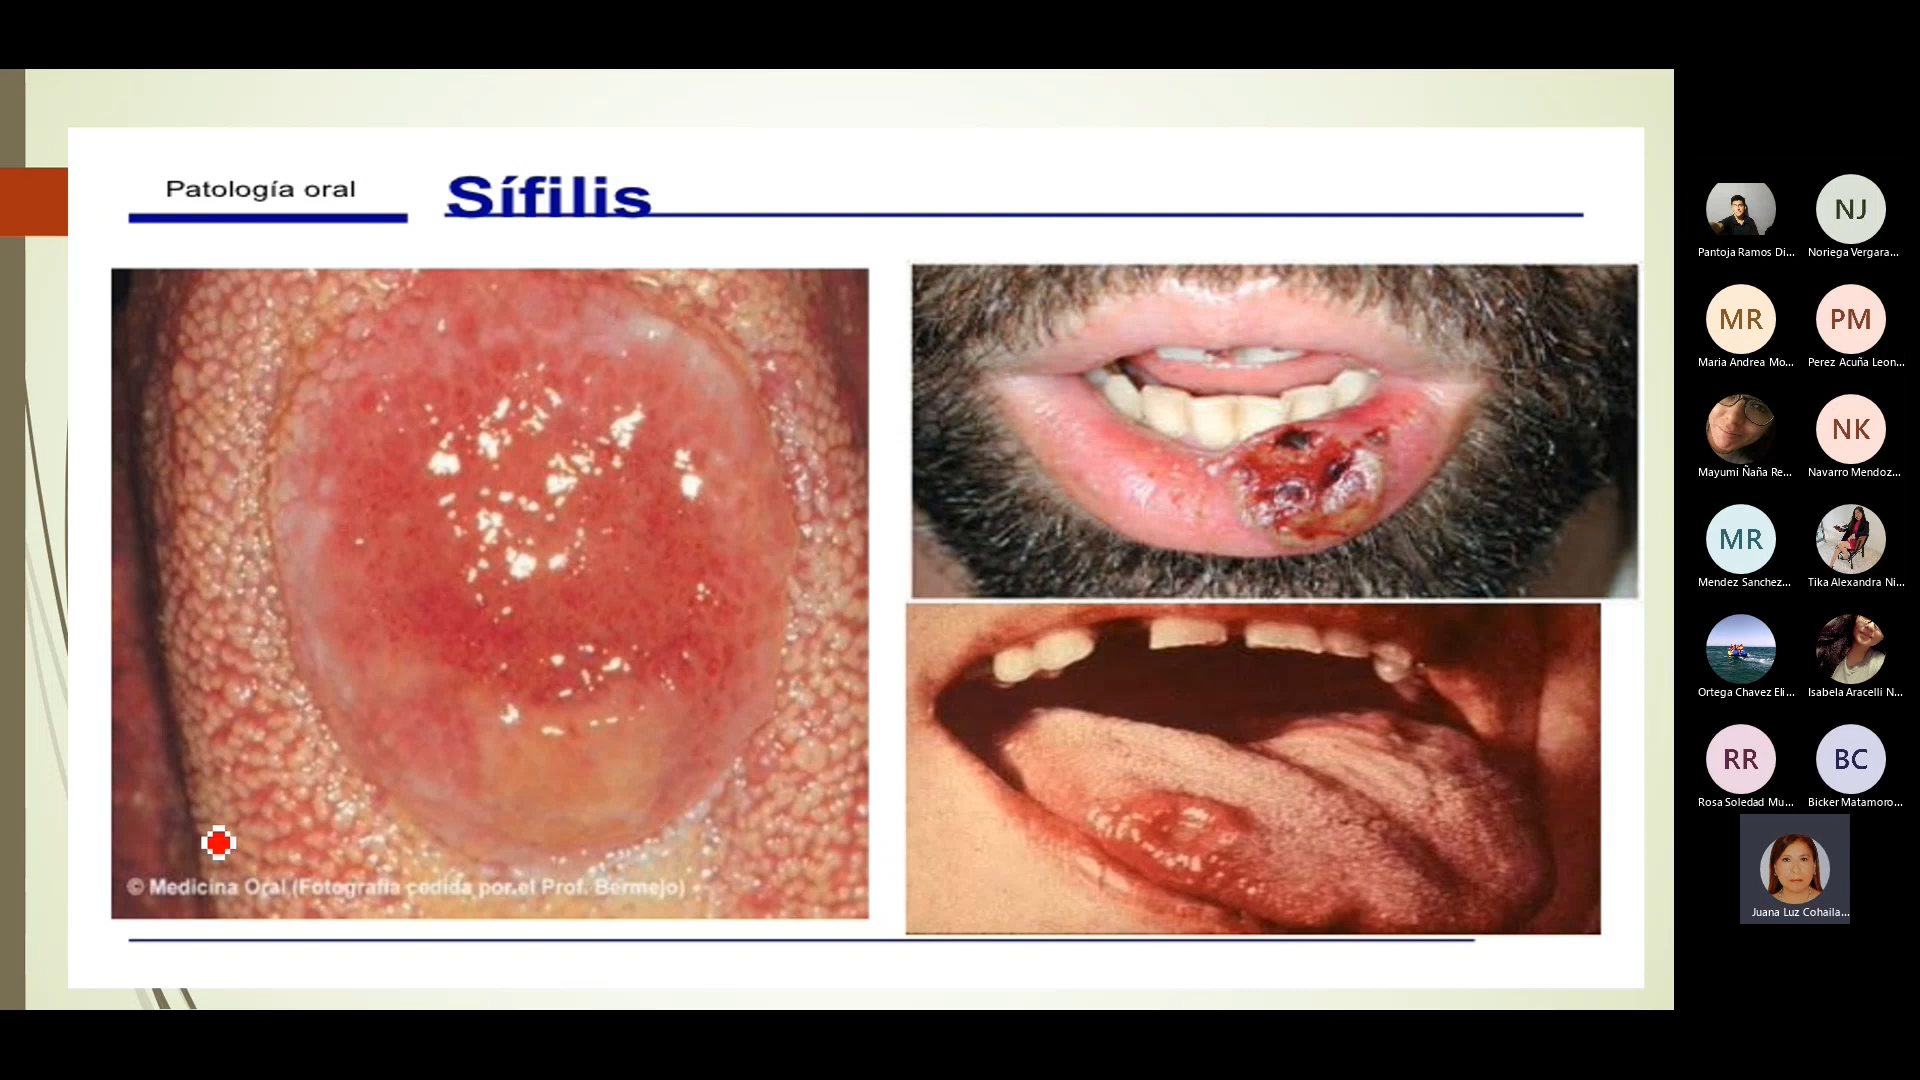 Patología oral
Sífilis
© Medicina Oral (Fotografía cedida por el Prof. Bermejo)
Pantoja Ramos Di...
NJ
Noriega Vergara...
MR
Maria Andrea Mo...
PM
Perez Acuña Leon...
Mayumi Ñaña Re...
NK
Navarro Mendoz...
MR
Mendez Sanchez...
Tika Alexandra Ni...
Ortega Chavez Eli...
Isabela Aracelli N...
RR
Rosa Soledad Mu...
BC
Bicker Matamoro...
Juana Luz Cohaila...